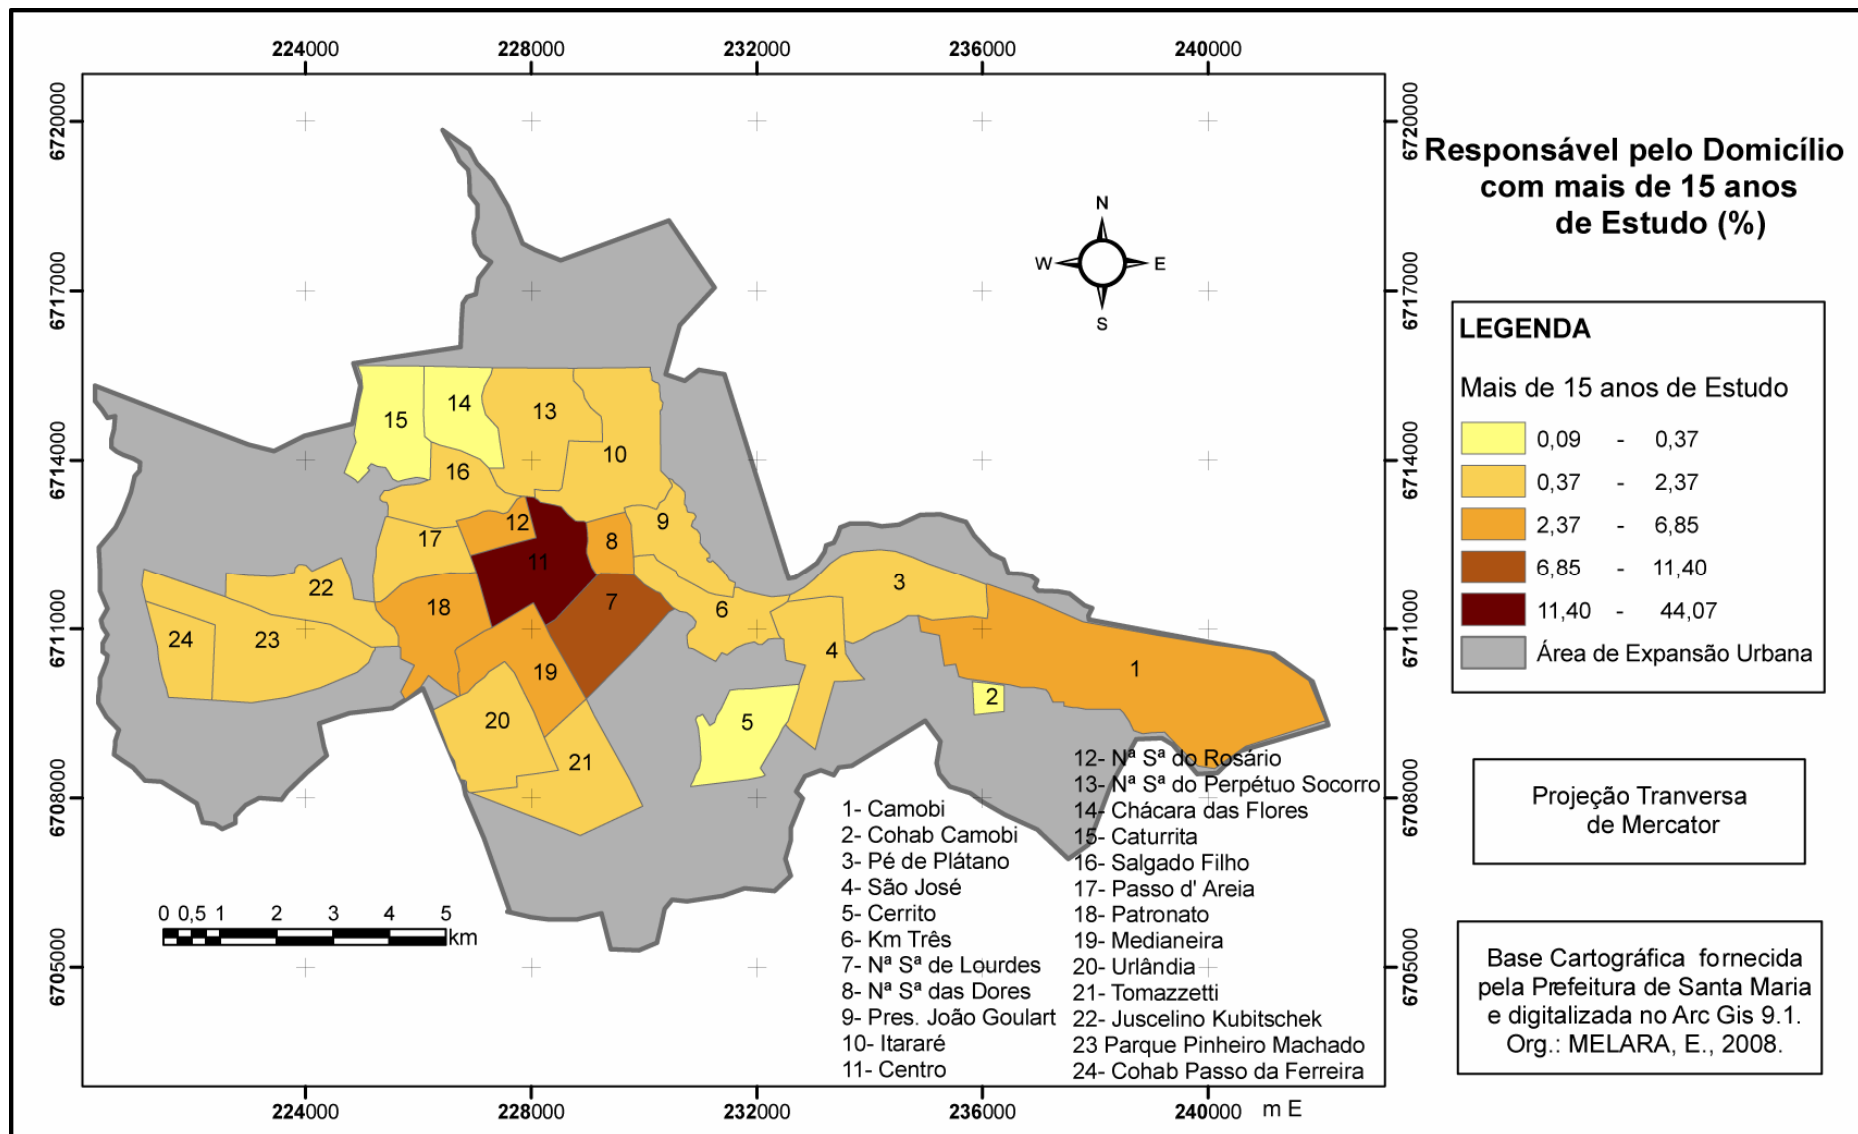 224000 228000 232000 236000 240000
6720000
6717000
6714000
6711000
6708000
6705000
6720000
6717000
6714000
6711000
6708000
6705000
N
W E
S
15
14
13
10
16
12
9
17
11
8
22
18
7
6
3
24
23
4
19
1
2
20
5
21
1- Camobi
2- Cohab Camobi
3- Pé de Plátano
4- São José
5- Cerrito
6- Km Três
7- Nª Sª de Lourdes
8- Nª Sª das Dores
9- Pres. João Goulart
10- Itararé
11- Centro
12- Nª Sª do Rosário
13- Nª Sª do Perpétuo Socorro
14- Chácara das Flores
15- Caturrita
16- Salgado Filho
17- Passo d' Areia
18- Patronato
19- Medianeira
20- Urlândia
21- Tomazzetti
22- Juscelino Kubitschek
23 Parque Pinheiro Machado
24- Cohab Passo da Ferreira
0 0,5 1 2 3 4 5
km
224000 228000 232000 236000 240000 m E
Responsável pelo Domicílio
com mais de 15 anos
de Estudo (%)
LEGENDA
Mais de 15 anos de Estudo
0,09 - 0,37
0,37 - 2,37
2,37 - 6,85
6,85 - 11,40
11,40 - 44,07
Área de Expansão Urbana
Projeção Tranversa
de Mercator
Base Cartográfica fornecida
pela Prefeitura de Santa Maria
e digitalizada no Arc Gis 9.1.
Org.: MELARA, E., 2008.